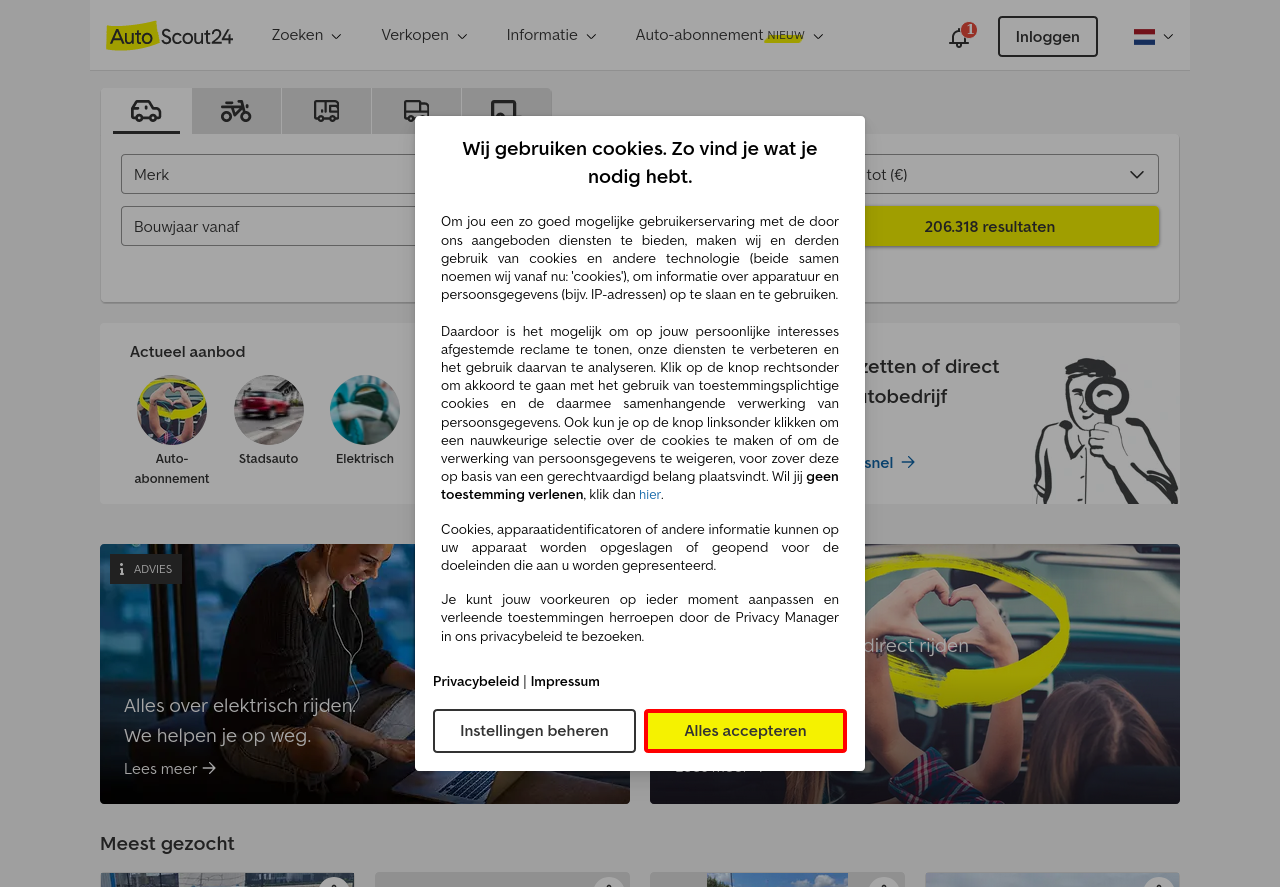 Auto Scout24
Zoeken
Verkopen
Informatie
Auto-abonnement NIEUW
1
Inloggen
Merk
tot (€)
Bouwjaar vanaf
206.318 resultaten
Wij gebruiken cookies. Zo vind je wat je
nodig hebt.
Om jou een zo goed mogelijke gebruikerservaring met de door
ons aangeboden diensten te bieden, maken wij en derden
gebruik van cookies en andere technologie (beide samen
noemen wij vanaf nu: 'cookies'), om informatie over apparatuur en
persoonsgegevens (bijv. IP-adressen) op te slaan en te gebruiken.
Daardoor is het mogelijk om op jouw persoonlijke interesses
afgestemde reclame te tonen, onze diensten te verbeteren en
het gebruik daarvan te analyseren. Klik op de knop rechtsonder
om akkoord te gaan met het gebruik van toestemmingsplichtige
cookies en de daarmee samenhangende verwerking van
persoonsgegevens. Ook kun je op de knop linksonder klikken om
een nauwkeurige selectie over de cookies te maken of om de
verwerking van persoonsgegevens te weigeren, voor zover deze
op basis van een gerechtvaardigd belang plaatsvindt. Wil jij geen
toestemming verlenen, klik dan hier.
Cookies, apparaatidentificatoren of andere informatie kunnen op
uw apparaat worden opgeslagen of geopend voor de
doeleinden die aan u worden gepresenteerd.
Je kunt jouw voorkeuren op ieder moment aanpassen en
verleende toestemmingen herroepen door de Privacy Manager
in ons privacybeleid te bezoeken.
Privacybeleid | Impressum
Instellingen beheren
Alles accepteren
Actueel aanbod
Auto-
abonnement
Stadsauto
Elektrisch
zetten of direct
utobedrijf
snel
ADVIES
Alles over elektrisch rijden.
We helpen je op weg.
Lees meer
direct rijden
Meest gezocht